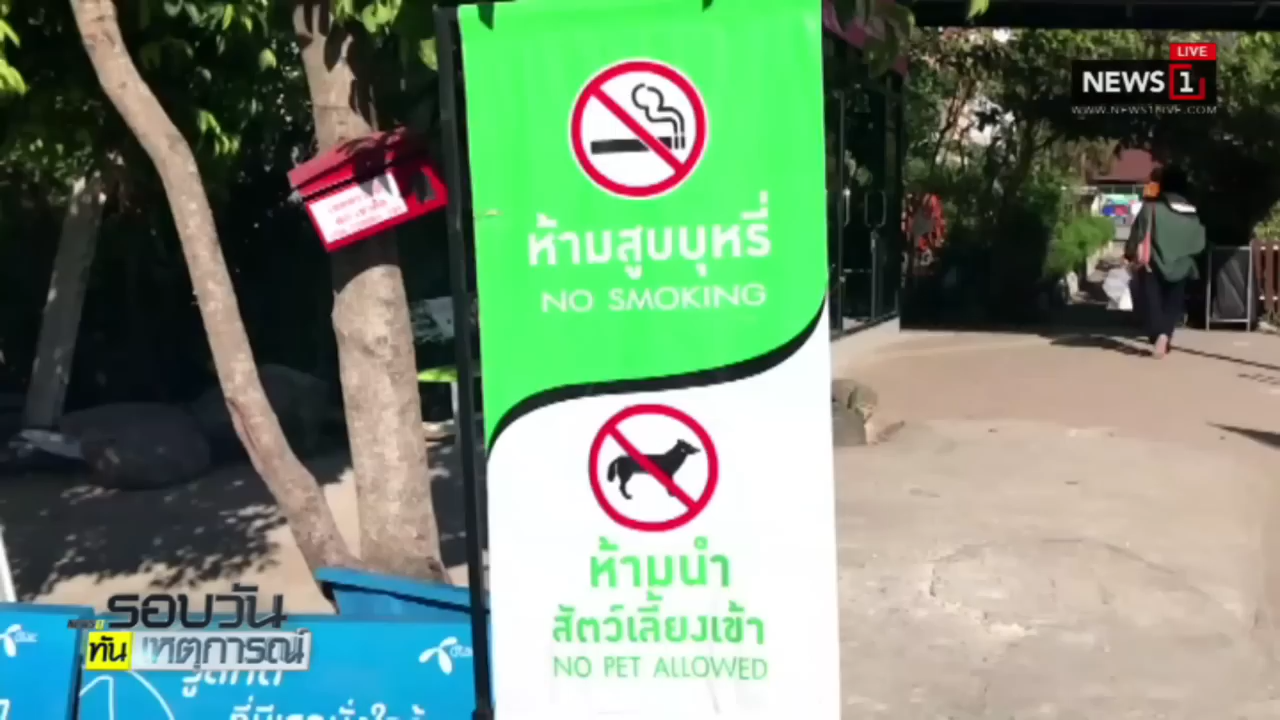 LIVE
NEWS 1
WWW.NEWS1LIVE.COM
ห้ามสูบบุหรี่
NO SMOKING
ห้ามนำ
สัตว์เลี้ยงเข้า
NO PET ALLOWED
รอบวัน
ทัน เหตุการณ์
dtac
dtac